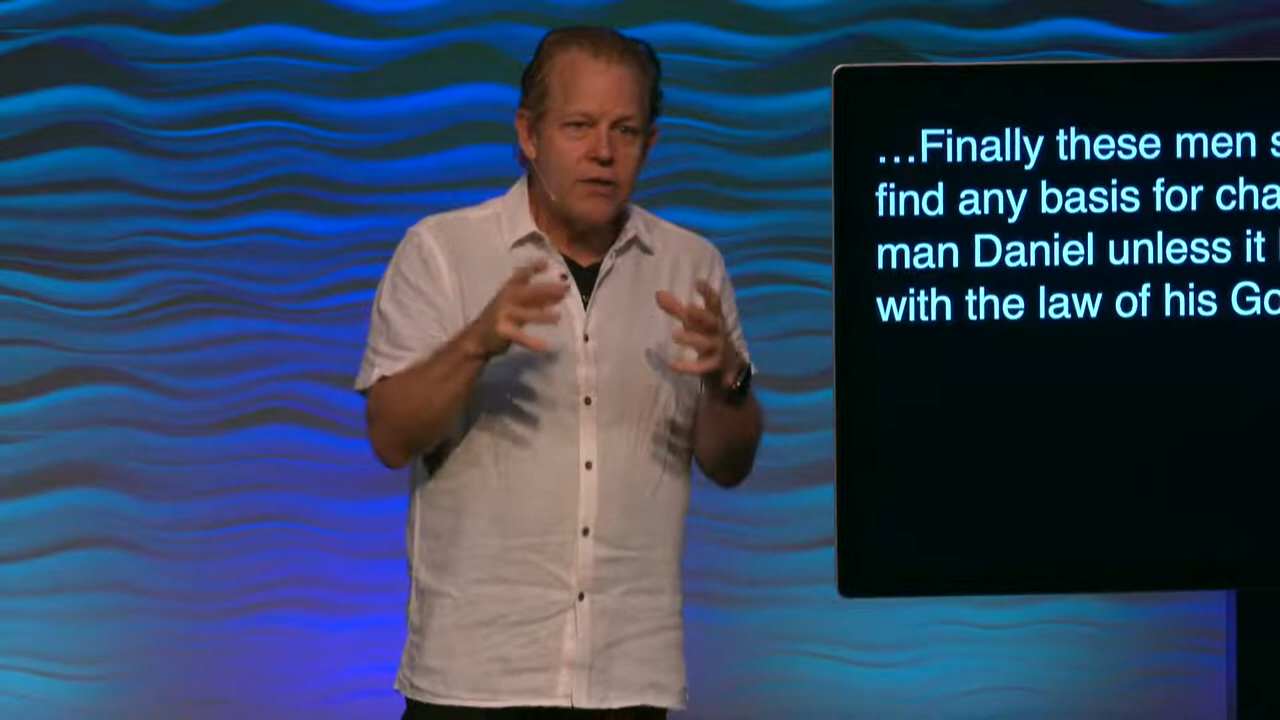 …Finally these men s
find any basis for cha
man Daniel unless it
with the law of his Go